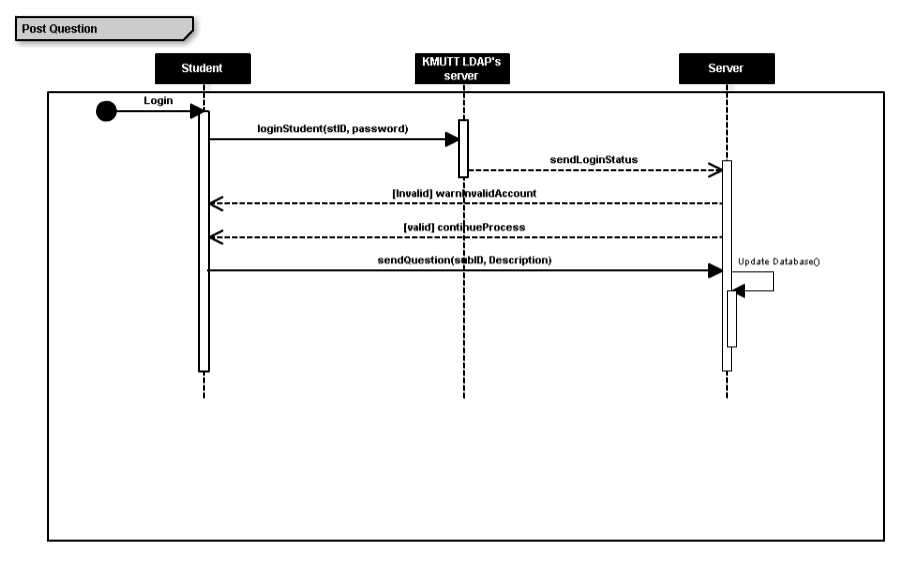 Post Question
Student
KMUTT LDAP's
server
Server
Login
loginStudent(stID, password)
sendLoginStatus
[Invalid] warnInvalidAccount
[valid] continueProcess
sendQuestion(subID, Description)
Update Database()